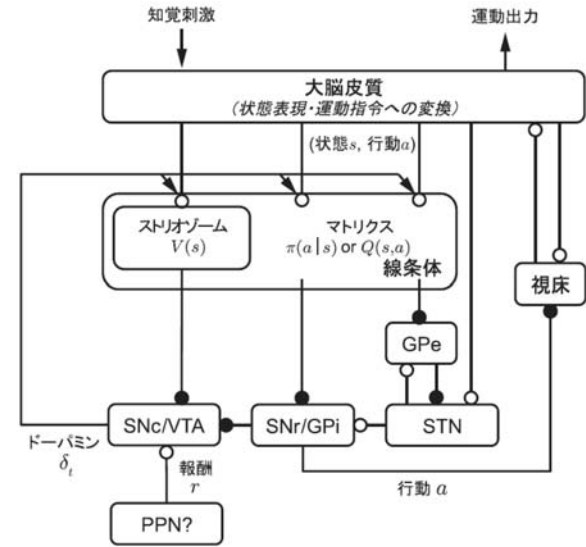 知覚刺激
運動出力
大脳皮質
(状態表現・運動指令への変換)
(状態s, 行動a)
ストリオゾーム
V(s)
マトリクス
π(a|s) or Q(s,a)
線条体
視床
GPe
SNc/VTA
SNr/GPi
STN
ドーパミン
δt
報酬
r
行動 a
PPN?